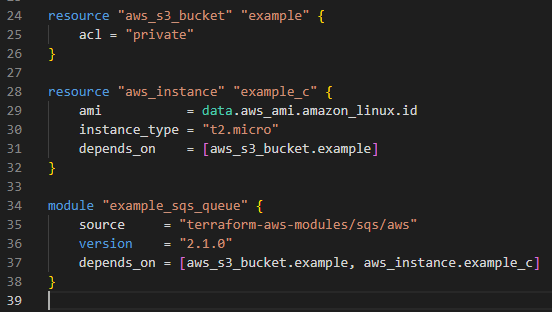 24 resource "aws_s3_bucket" "example" {
25     acl = "private"
26 }
27
28 resource "aws_instance" "example_c" {
29     ami           = data.aws_ami.amazon_linux.id
30     instance_type = "t2.micro"
31     depends_on    = [aws_s3_bucket.example]
32 }
33
34 module "example_sqs_queue" {
35     source     = "terraform-aws-modules/sqs/aws"
36     version    = "2.1.0"
37     depends_on = [aws_s3_bucket.example, aws_instance.example_c]
38 }
39